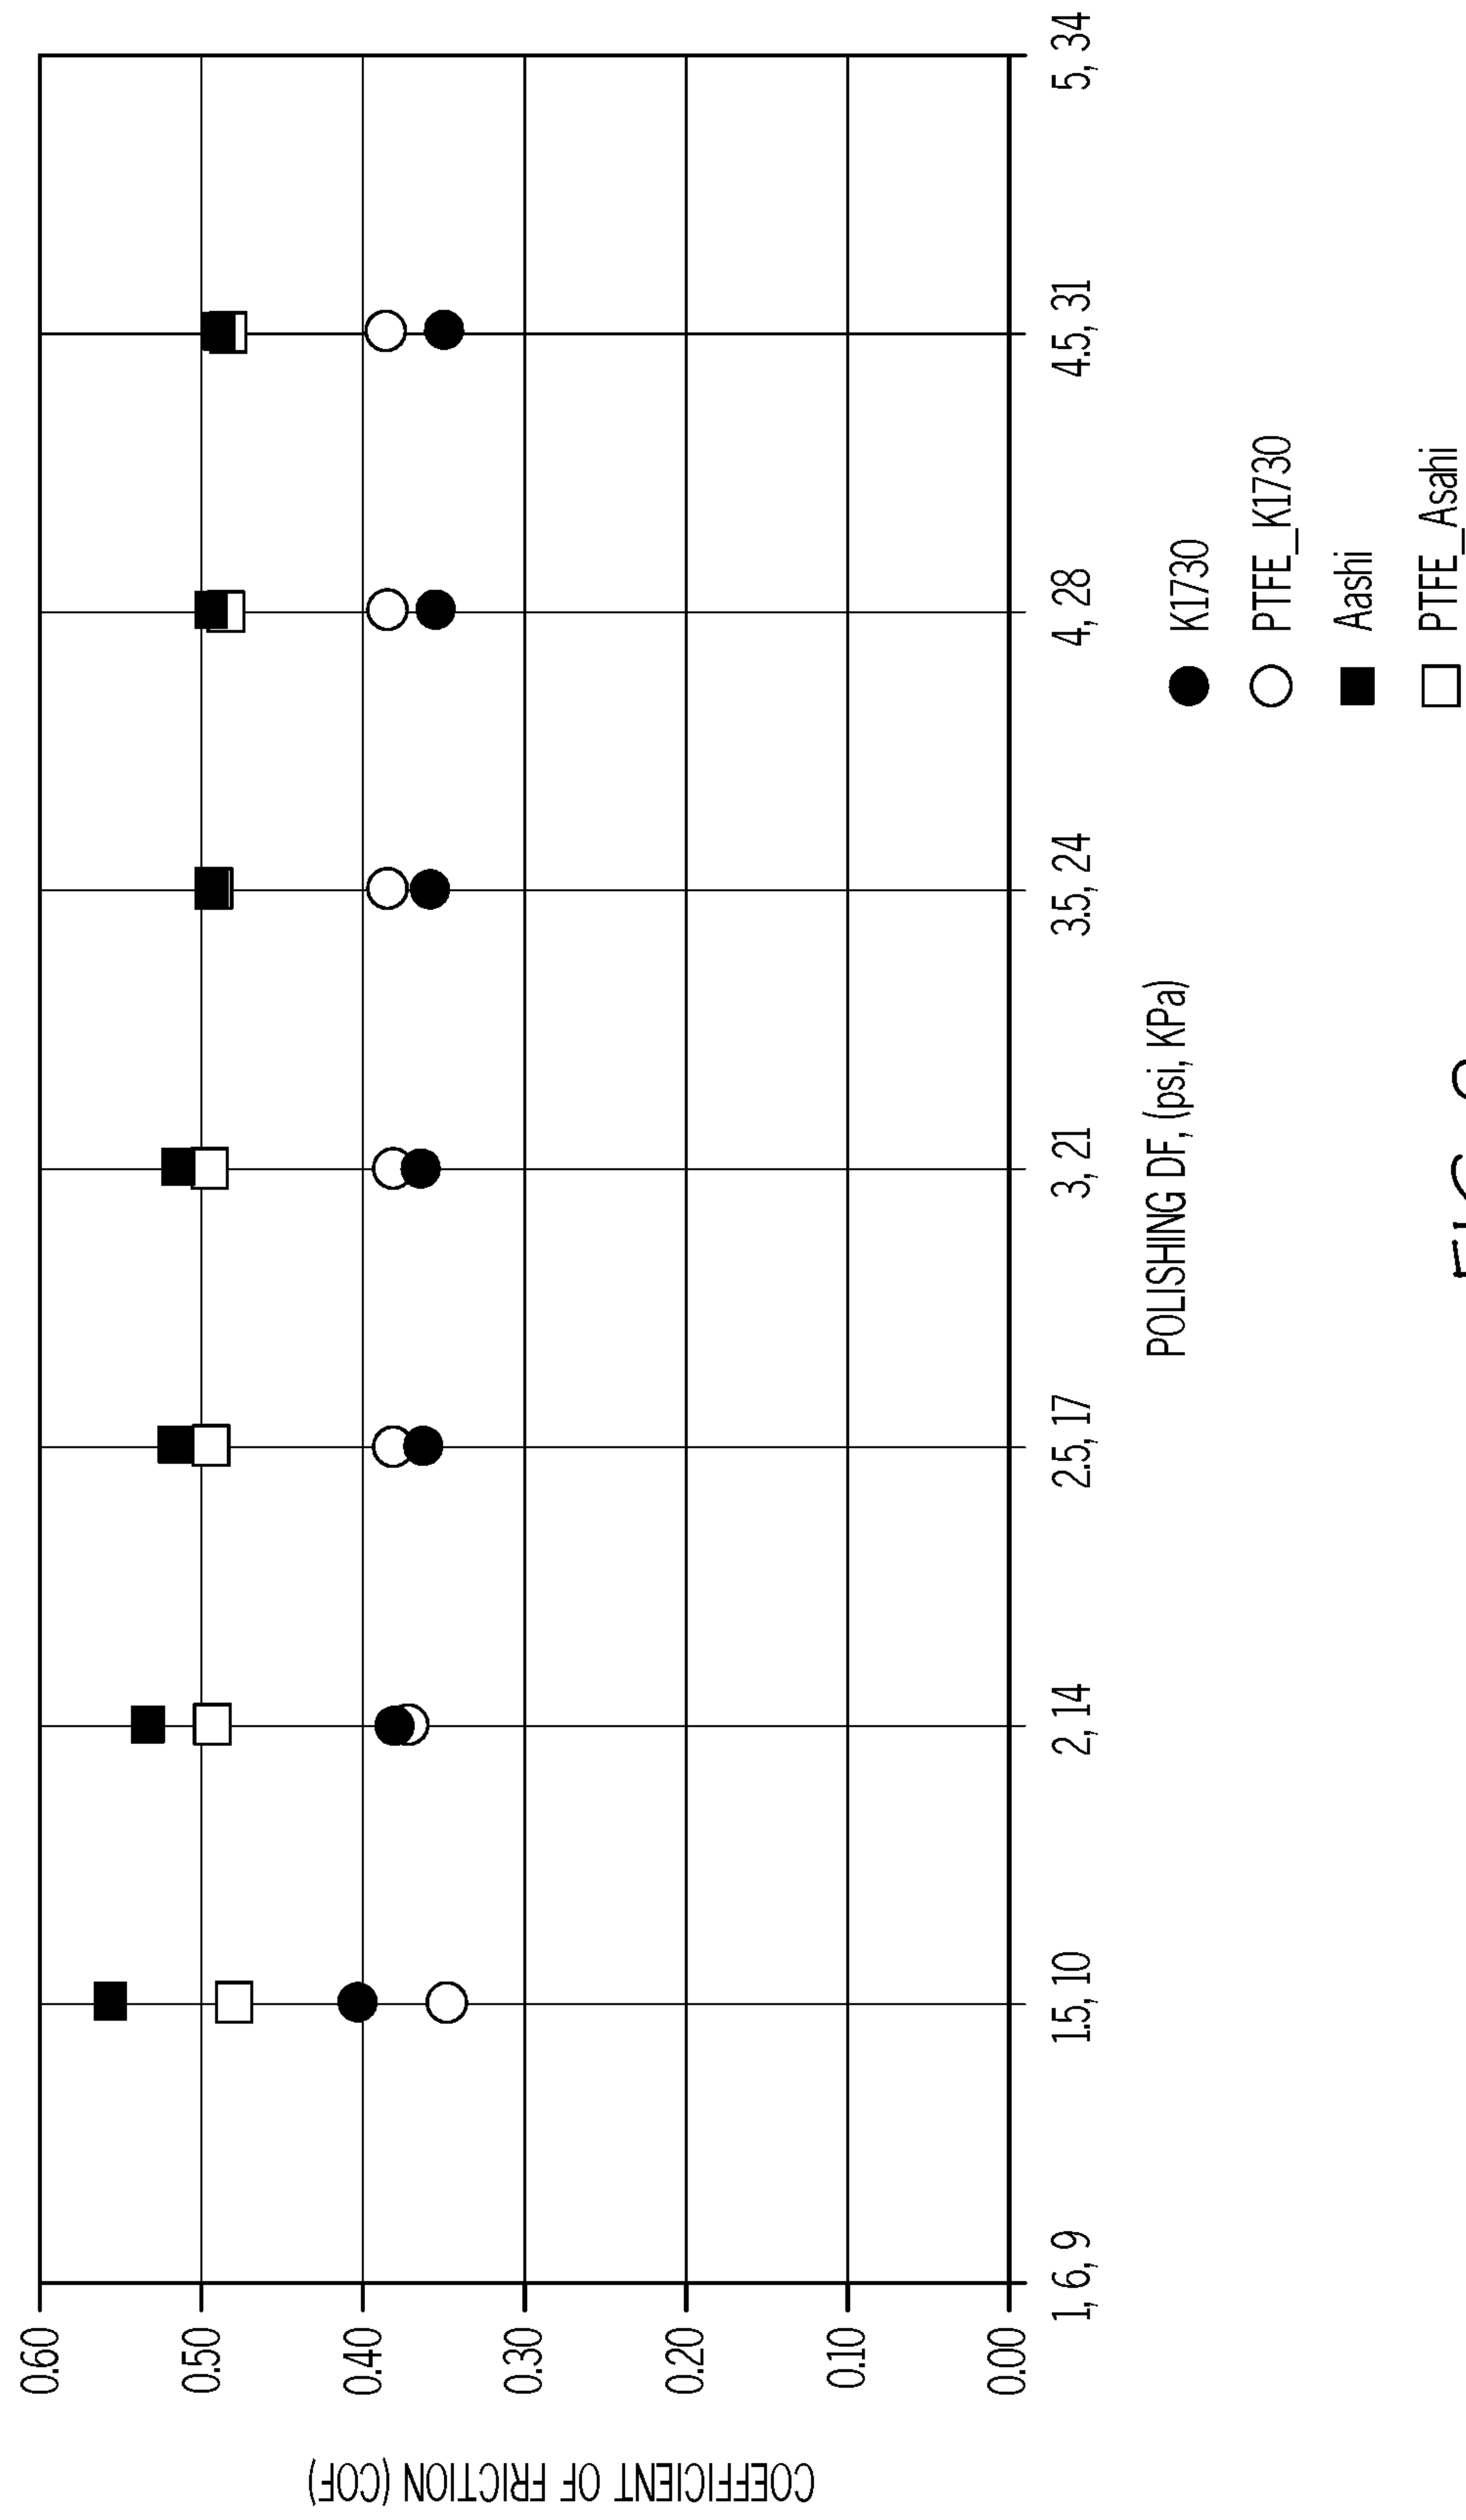 COEFFICIENT OF FRICTION (COF)
0.60
0.50
0.40
0.30
0.20
0.10
0.00
1, 6, 9
1.5, 10
2, 14
2.5, 17
3, 21
3.5, 24
4, 28
4.5, 31
5, 34
POLISHING DF, (psi, KPa)
K1730
PTFE_K1730
Aashi
PTFE_Asahi